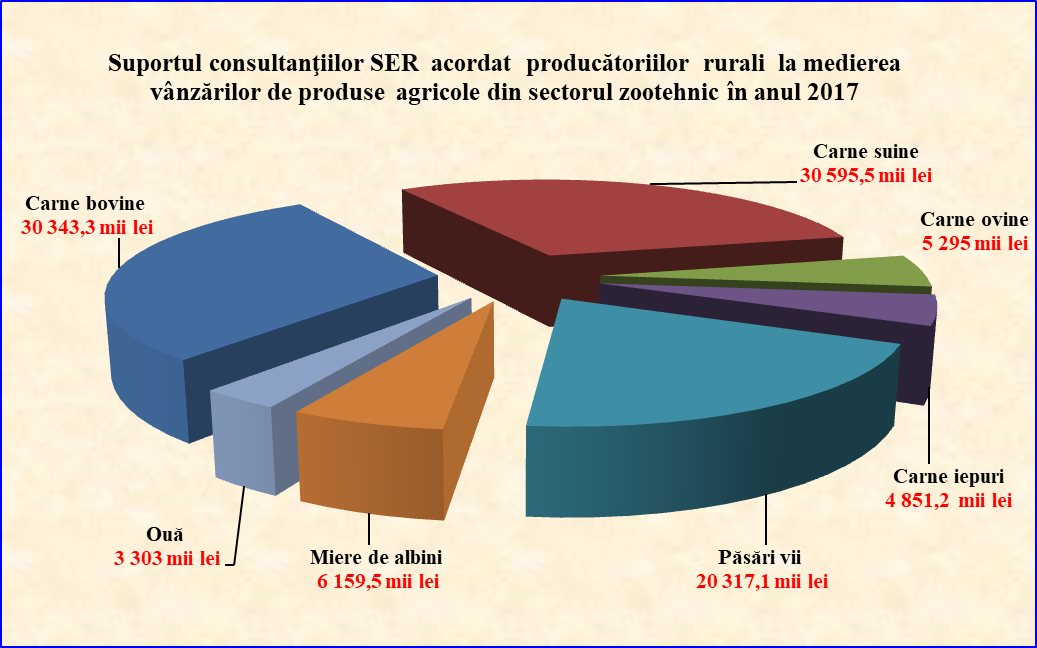 Suportul consultanţiilor SER acordat producătoriilor rurali la medierea
vânzărilor de produse agricole din sectorul zootehnic în anul 2017
Carne suine
30 595,5 mii lei
Carne bovine
30 343,3 mii lei
Carne ovine
5 295 mii lei
Carne iepuri
4 851,2 mii lei
Ouă
3 303 mii lei
Miere de albini
6 159,5 mii lei
Păsări vii
20 317,1 mii lei